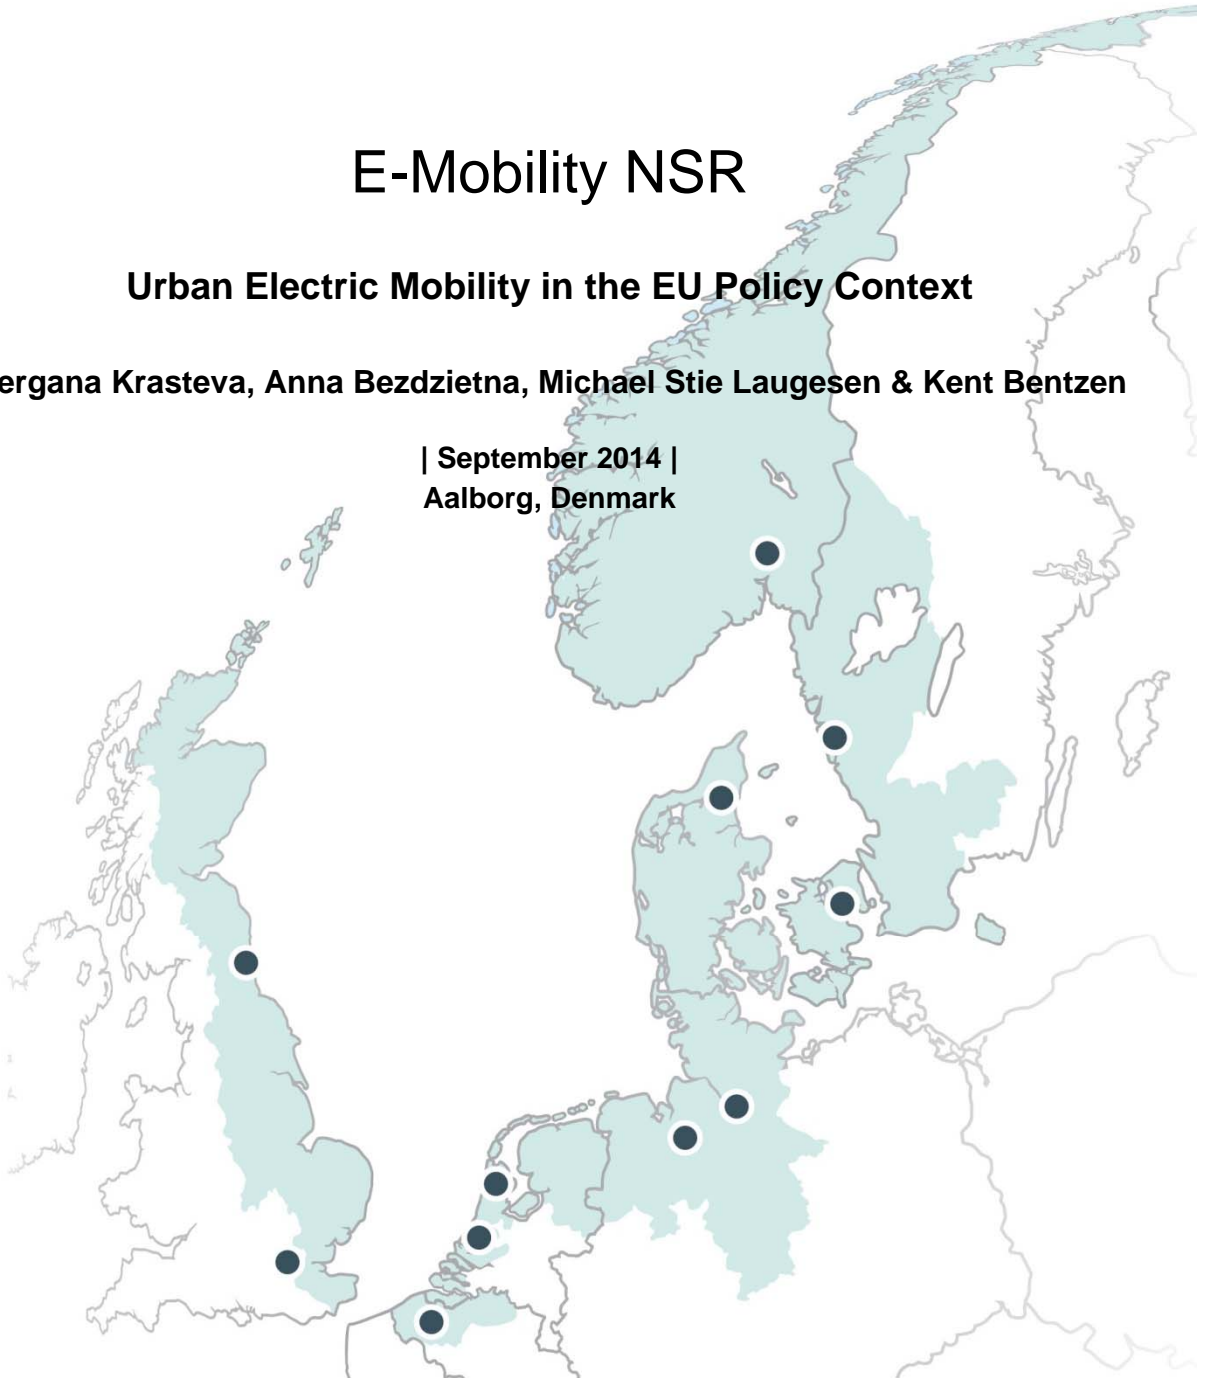 E-Mobility NSR
Urban Electric Mobility in the EU Policy Context
ergana Krasteva, Anna Bezdzietna, Michael Stie Laugesen & Kent Bentzen
| September 2014 |
Aalborg, Denmark